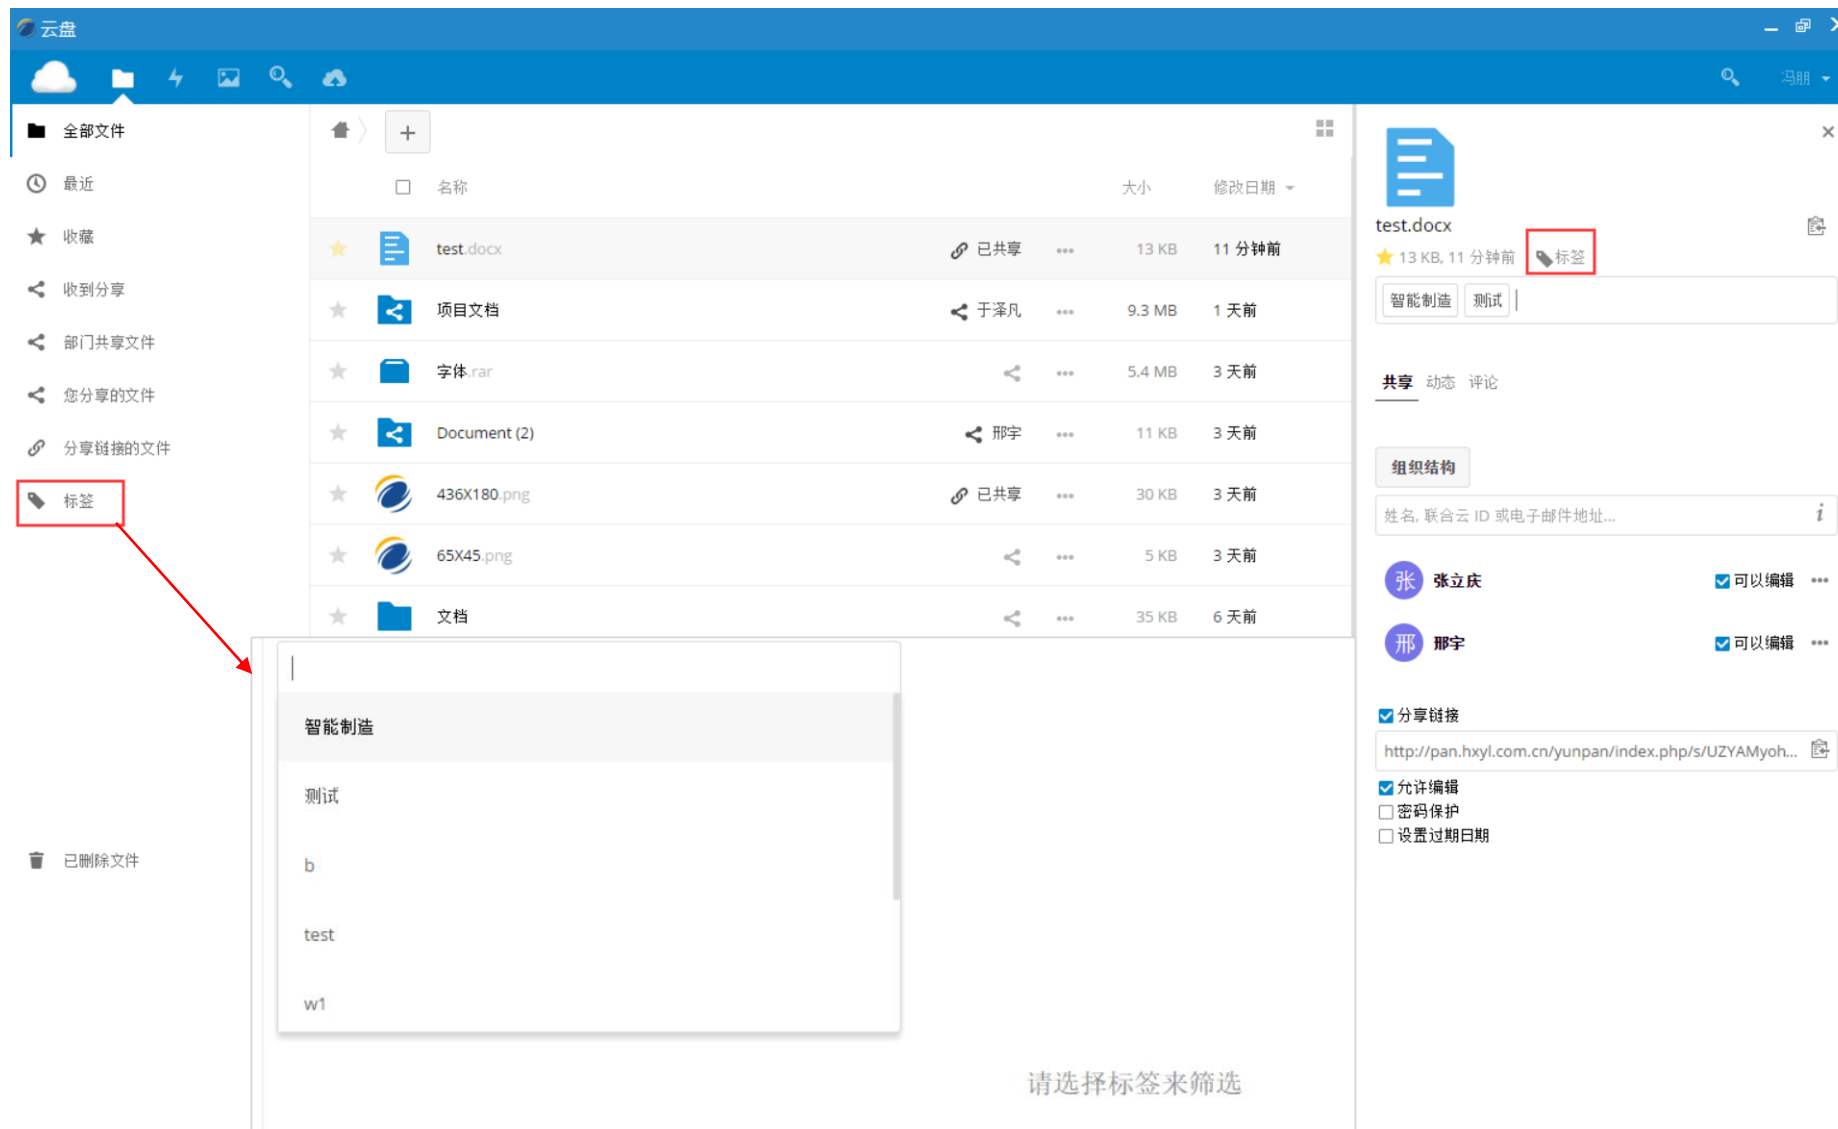 云盘
冯朋
全部文件
最近
收藏
收到分享
部门共享文件
您分享的文件
分享链接的文件
标签
已删除文件
+
名称 大小 修改日期
test.docx 已共享 ... 13 KB 11 分钟前
项目文档 于泽凡 ... 9.3 MB 1 天前
字体.rar ... 5.4 MB 3 天前
Document (2) 邢宇 ... 11 KB 3 天前
436X180.png 已共享 ... 30 KB 3 天前
65X45.png ... 5 KB 3 天前
文档 ... 35 KB 6 天前
智能制造
测试
b
test
w1
请选择标签来筛选
test.docx
13 KB, 11 分钟前 标签
智能制造 测试
共享 动态 评论
组织结构
姓名, 联合云 ID 或电子邮件地址... i
张 张立庆 可以编辑 ...
邢 邢宇 可以编辑 ...
分享链接
http://pan.hxyl.com.cn/yunpan/index.php/s/UZYAMyoh...
允许编辑
密码保护
设置过期日期